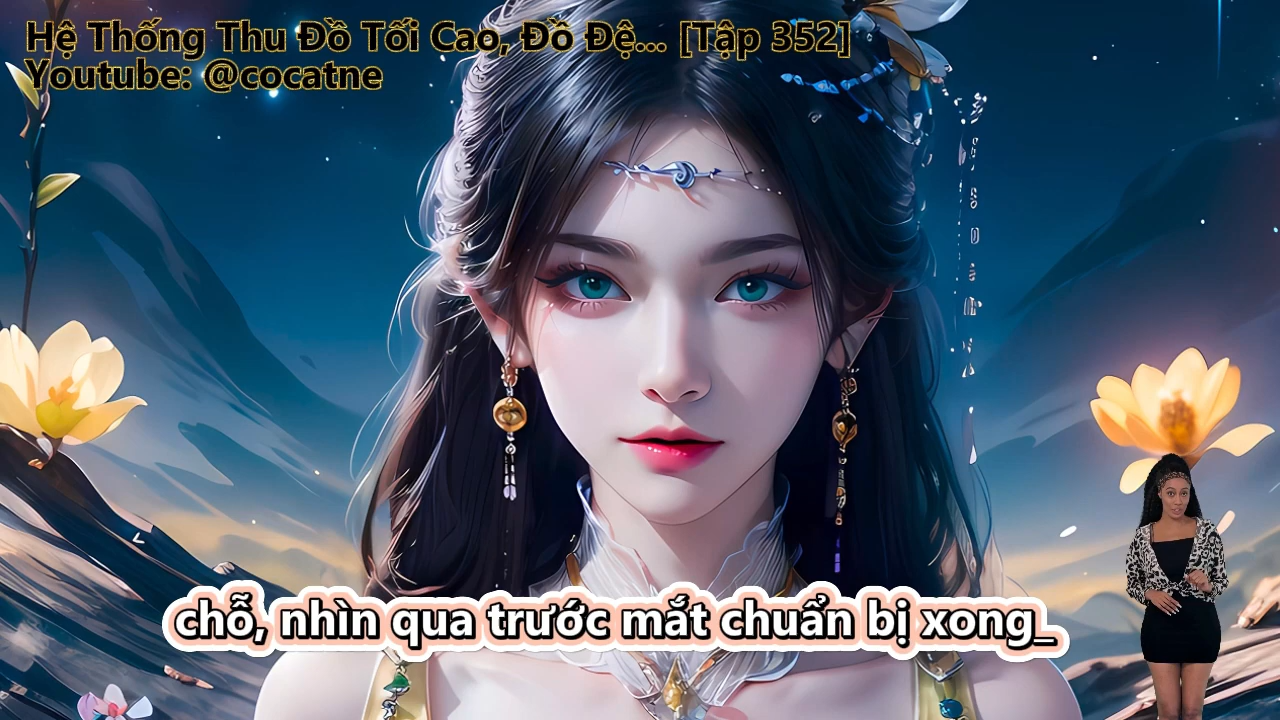 Hệ Thống Thu Đồ Tối Cao, Đồ Đệ... [Tập 352]
Youtube: @cocatne
chỗ, nhìn qua trước mắt chuẩn bị xong_